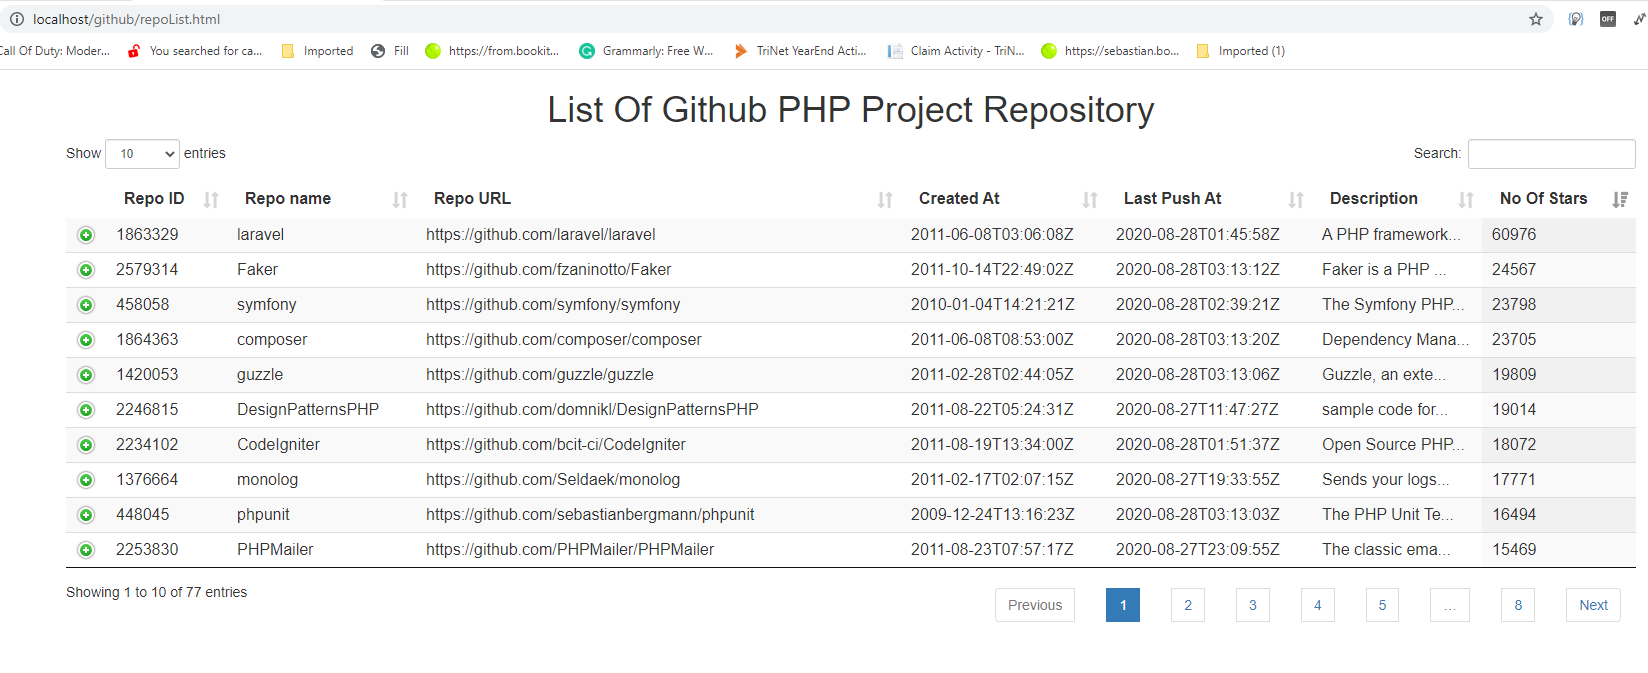 localhost/github/repoList.html
OFF
Call Of Duty: Moder... You searched for ca... Imported Fill https://from.bookit... Grammarly: Free W... TriNet YearEnd Acti... Claim Activity - TriN... https://sebastian.bo... Imported (1)
List Of Github PHP Project Repository
Show 10 entries Search:
Repo ID Repo name Repo URL Created At Last Push At Description No Of Stars
1863329 laravel https://github.com/laravel/laravel 2011-06-08T03:06:08Z 2020-08-28T01:45:58Z A PHP framework... 60976
2579314 Faker https://github.com/fzaninotto/Faker 2011-10-14T22:49:02Z 2020-08-28T03:13:12Z Faker is a PHP ... 24567
458058 symfony https://github.com/symfony/symfony 2010-01-04T14:21:21Z 2020-08-28T02:39:21Z The Symfony PHP... 23798
1864363 composer https://github.com/composer/composer 2011-06-08T08:53:00Z 2020-08-28T03:13:20Z Dependency Mana... 23705
1420053 guzzle https://github.com/guzzle/guzzle 2011-02-28T02:44:05Z 2020-08-28T03:13:06Z Guzzle, an exte... 19809
2246815 DesignPatternsPHP https://github.com/domnikl/DesignPatternsPHP 2011-08-22T05:24:31Z 2020-08-27T11:47:27Z sample code for... 19014
2234102 CodeIgniter https://github.com/bcit-ci/CodeIgniter 2011-08-19T13:34:00Z 2020-08-28T01:51:37Z Open Source PHP... 18072
1376664 monolog https://github.com/Seldaek/monolog 2011-02-17T02:07:15Z 2020-08-27T19:33:55Z Sends your logs... 17771
448045 phpunit https://github.com/sebastianbergmann/phpunit 2009-12-24T13:16:23Z 2020-08-28T03:13:03Z The PHP Unit Te... 16494
2253830 PHPMailer https://github.com/PHPMailer/PHPMailer 2011-08-23T07:57:17Z 2020-08-27T23:09:55Z The classic ema... 15469
Showing 1 to 10 of 77 entries
Previous 1 2 3 4 5 ... 8 Next